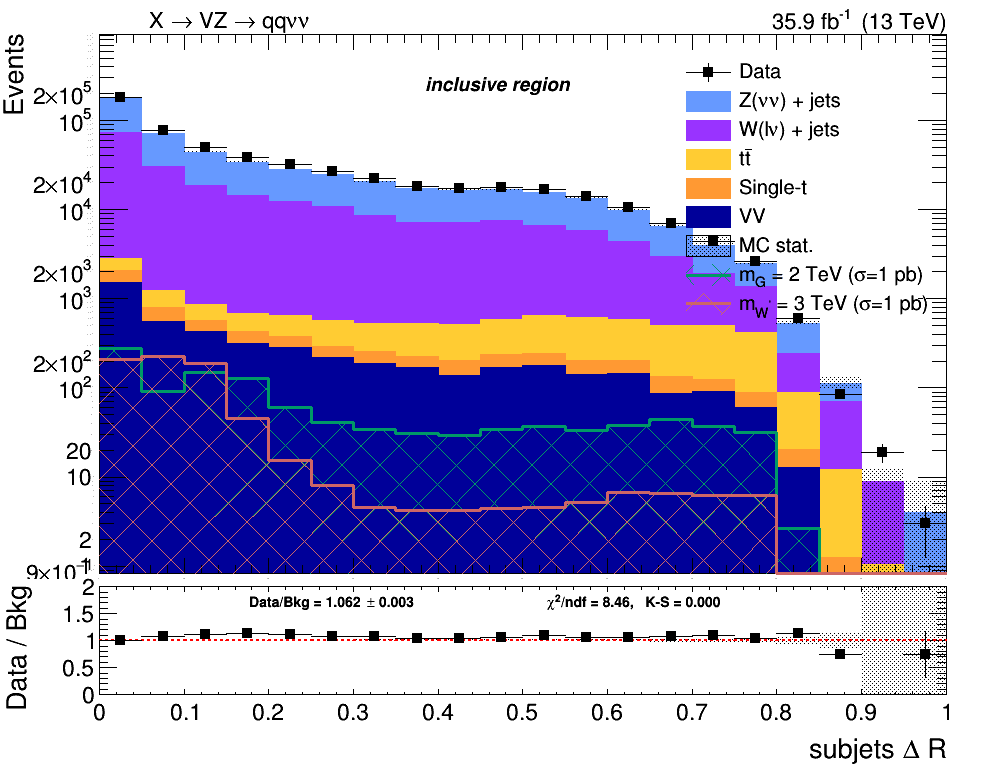 X → VZ → qqνν 35.9 fb⁻¹ (13 TeV)
Events
inclusive region
Data
Z(νν) + jets
W(lν) + jets
tt̄
Single-t
VV
MC stat.
m_G = 2 TeV (σ=1 pb)
m_W' = 3 TeV (σ=1 pb)
2×10⁵
10⁵
2×10⁴
10⁴
2×10³
10³
2×10²
10²
20
10
2
1
9×10⁻¹
Data / Bkg
Data/Bkg = 1.062 ± 0.003 χ²/ndf = 8.46, K-S = 0.000
2
1.5
1
0.5
0
0 0.1 0.2 0.3 0.4 0.5 0.6 0.7 0.8 0.9 1
subjets Δ R